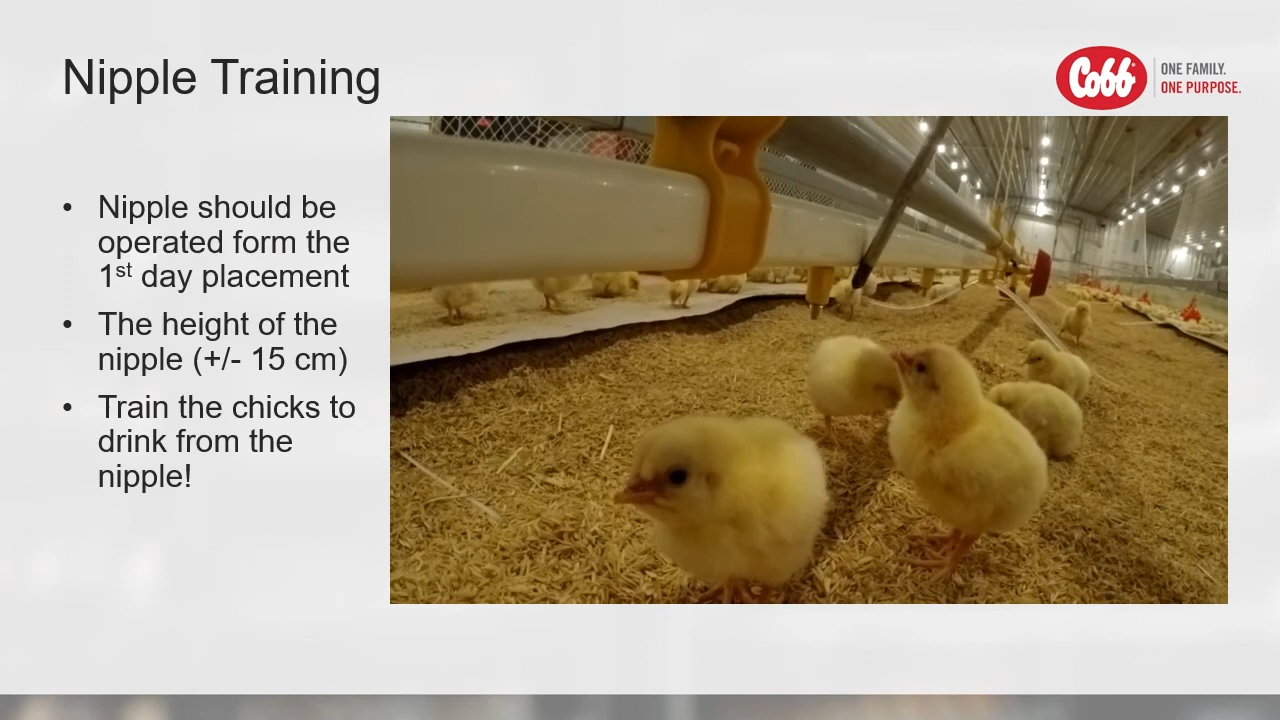 Nipple Training
Cobb
ONE FAMILY.
ONE PURPOSE.
• Nipple should be
operated form the
1st day placement
• The height of the
nipple (+/- 15 cm)
• Train the chicks to
drink from the
nipple!